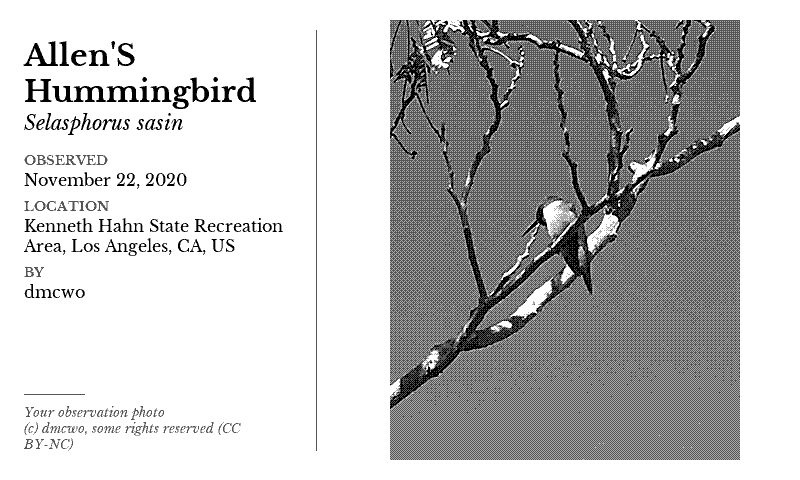 Allen'S
Hummingbird
Selasphorus sasin
OBSERVED
November 22, 2020
LOCATION
Kenneth Hahn State Recreation
Area, Los Angeles, CA, US
BY
dmcwo
Your observation photo
(c) dmcwo, some rights reserved (CC
BY-NC)